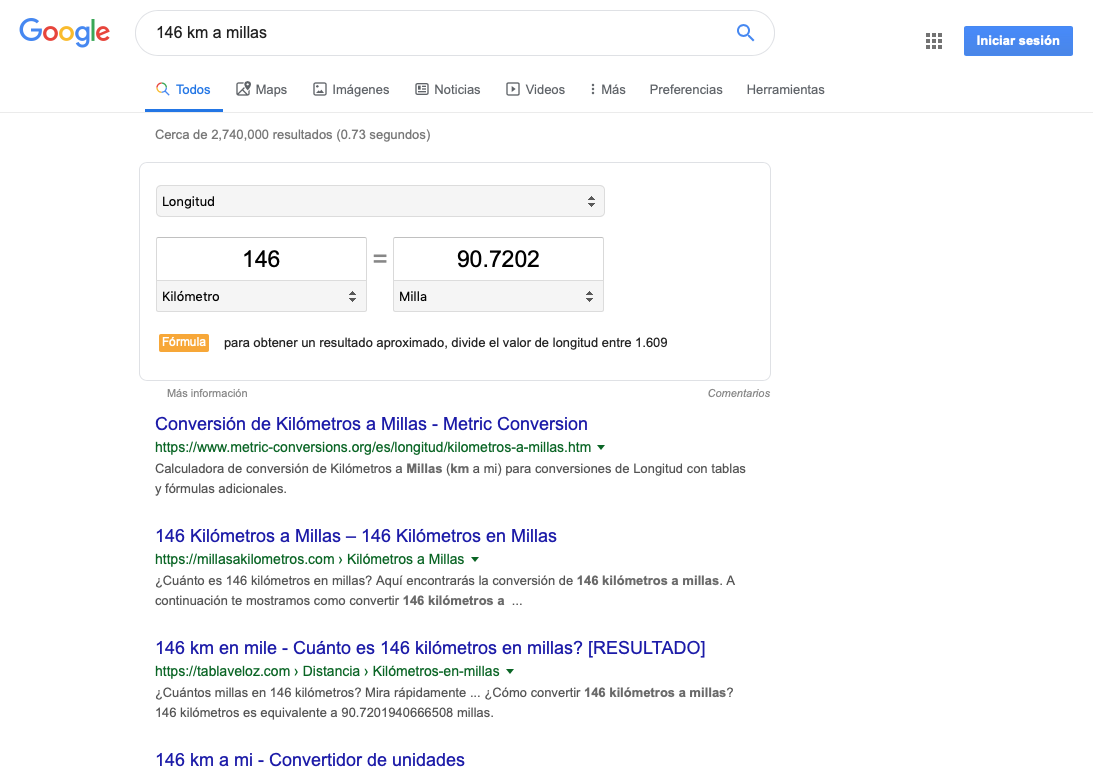 Google
146 km a millas
Iniciar sesión
Todos Maps Imágenes Noticias Videos Más Preferencias Herramientas
Cerca de 2,740,000 resultados (0.73 segundos)
Longitud
146 = 90.7202
Kilómetro Milla
Fórmula para obtener un resultado aproximado, divide el valor de longitud entre 1.609
Más información Comentarios
Conversión de Kilómetros a Millas - Metric Conversion
https://www.metric-conversions.org/es/longitud/kilometros-a-millas.htm
Calculadora de conversión de Kilómetros a Millas (km a mi) para conversiones de Longitud con tablas
y fórmulas adicionales.
146 Kilómetros a Millas – 146 Kilómetros en Millas
https://millasakilometros.com › Kilómetros a Millas
¿Cuánto es 146 kilómetros en millas? Aquí encontrarás la conversión de 146 kilómetros a millas. A
continuación te mostramos como convertir 146 kilómetros a ...
146 km en mile - Cuánto es 146 kilómetros en millas? [RESULTADO]
https://tablaveloz.com › Distancia › Kilómetros-en-millas
¿Cuántos millas en 146 kilómetros? Mira rápidamente ... ¿Cómo convertir 146 kilómetros a millas?
146 kilómetros es equivalente a 90.7201940666508 millas.
146 km a mi - Convertidor de unidades